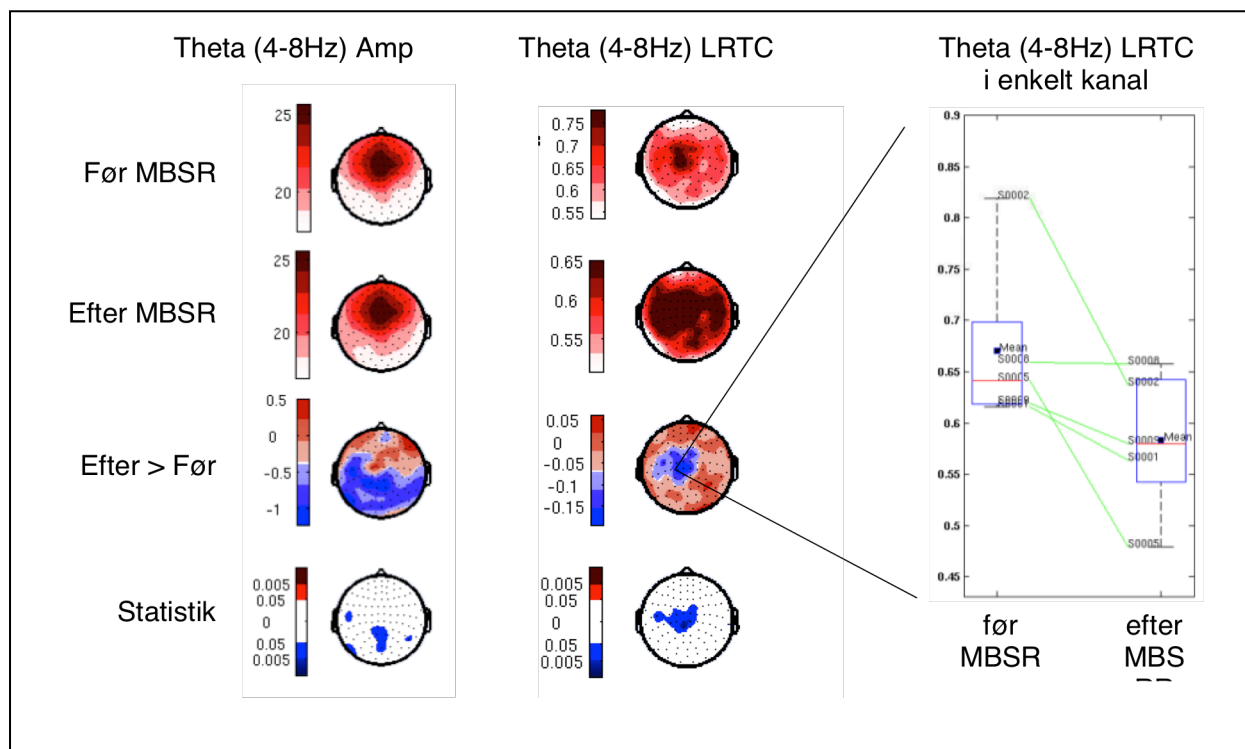 Theta (4-8Hz) Amp
Theta (4-8Hz) LRTC
Theta (4-8Hz) LRTC
i enkelt kanal
Før MBSR
25
20
0.75
0.7
0.65
0.6
0.55
Efter MBSR
25
20
0.65
0.6
0.55
Efter > Før
0.5
0
-0.5
-1
0.05
0
-0.05
-0.1
-0.15
Statistik
0.005
0.05
0
0.05
0.005
0.005
0.05
0
0.05
0.005
0.9
0.85
0.8
0.75
0.7
0.65
0.6
0.55
0.5
0.45
S0002
Mean
S0008
S0005
S0009
S0001
S0008
S0002
S0009
Mean
S0001
S0005
før
MBSR
efter
MBS